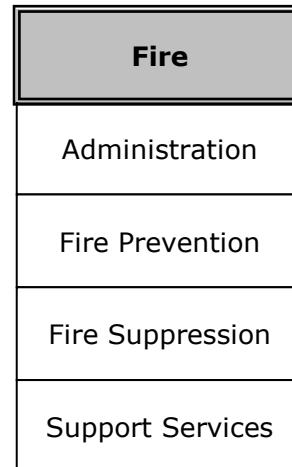 Fire
Administration
Fire Prevention
Fire Suppression
Support Services